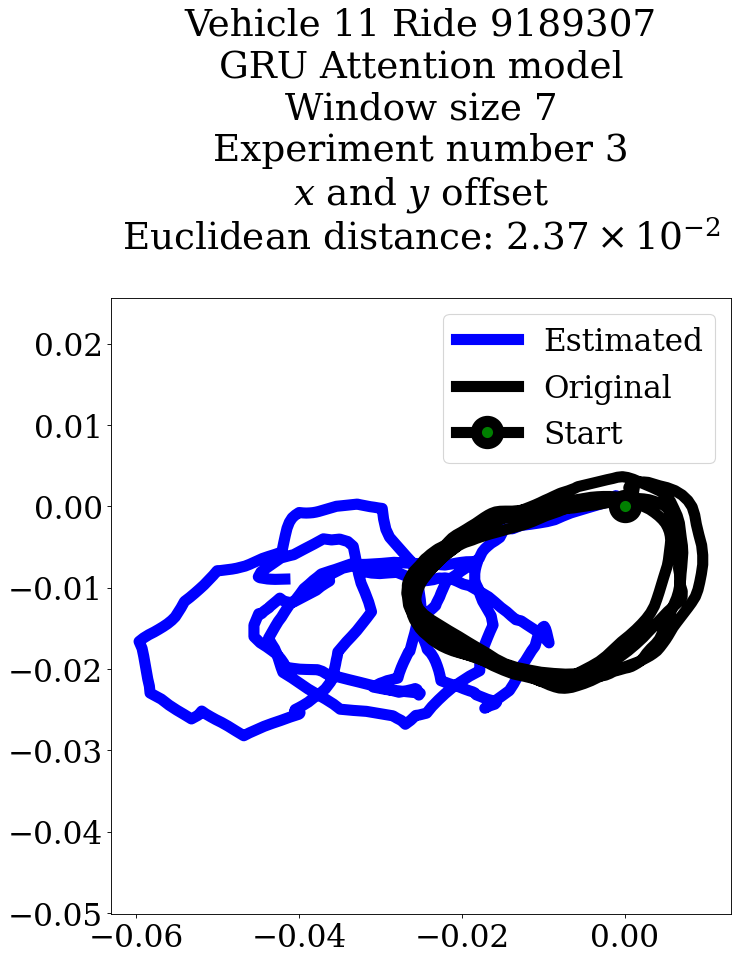 Vehicle 11 Ride 9189307
GRU Attention model
Window size 7
Experiment number 3
x and y offset
Euclidean distance: 2.37 × 10⁻²
Estimated
Original
Start
0.02
0.01
0.00
−0.01
−0.02
−0.03
−0.04
−0.05
−0.06 −0.04 −0.02 0.00